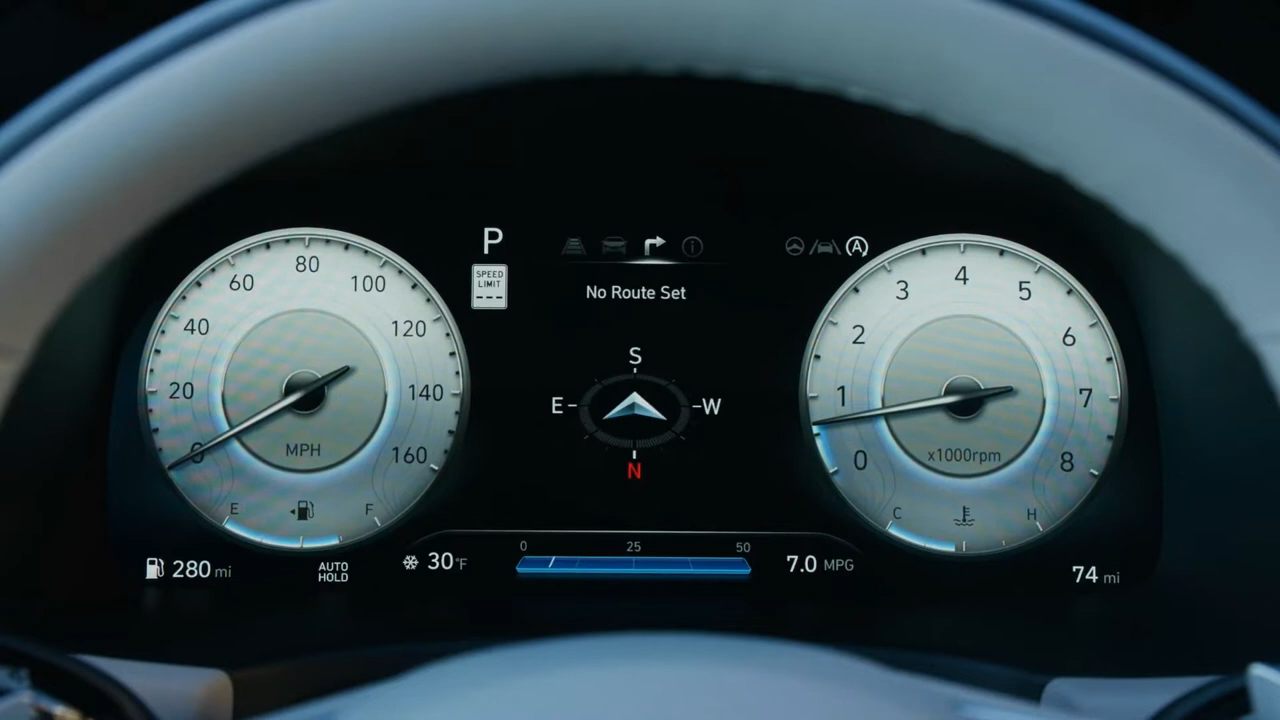 P
SPEED
LIMIT
---
No Route Set
0
20
40
60
80
100
120
140
160
MPH
E
F
S
E
W
N
A
0
1
2
3
4
5
6
7
8
x1000rpm
C
H
280 mi
AUTO
HOLD
30°F
0 25 50
7.0 MPG
74 mi